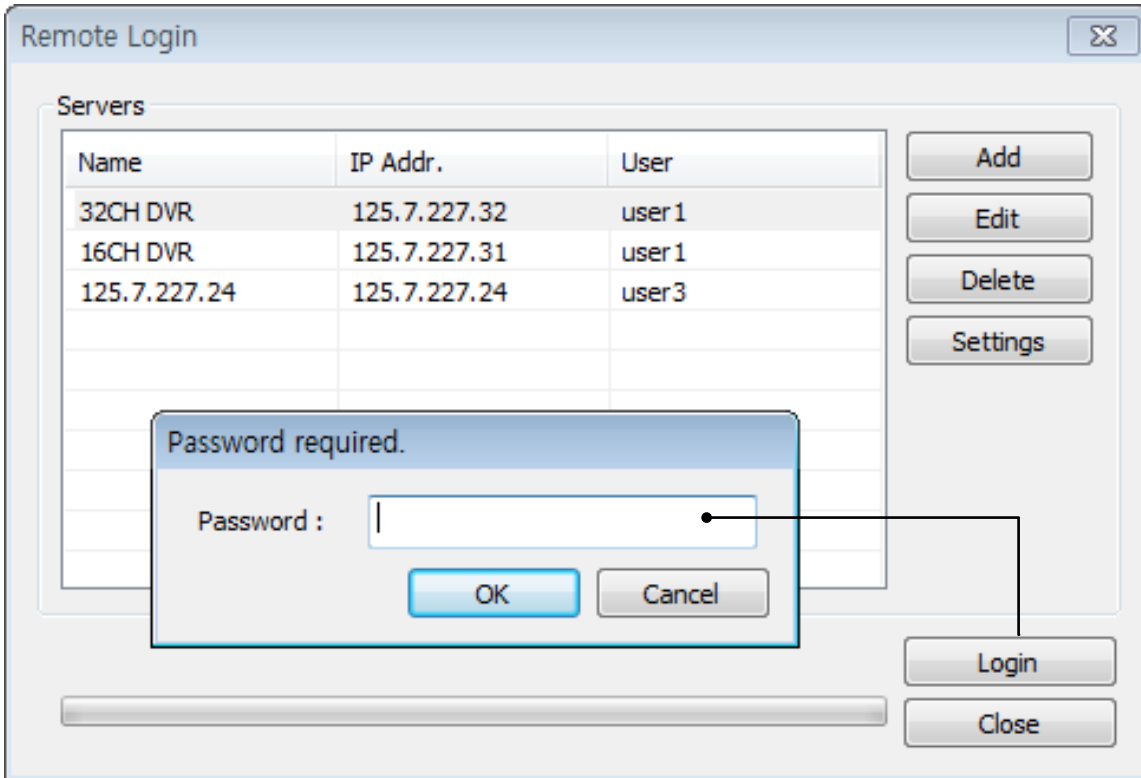 Remote Login
Servers
Name IP Addr. User
32CH DVR 125.7.227.32 user1
16CH DVR 125.7.227.31 user1
125.7.227.24 125.7.227.24 user3
Add
Edit
Delete
Settings
Password required.
Password :
OK Cancel
Login
Close